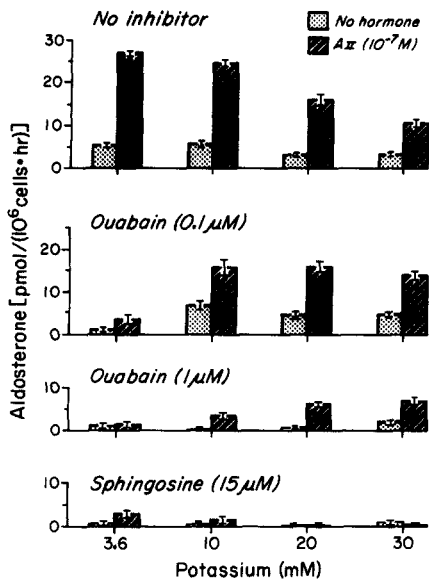 No inhibitor
No hormone
AII (10⁻⁷M)
30
20
10
0
Ouabain (0.1μM)
20
10
0
Ouabain (1μM)
10
0
Sphingosine (15μM)
10
0
3.6 10 20 30
Potassium (mM)
Aldosterone [pmol/(10⁶cells•hr)]